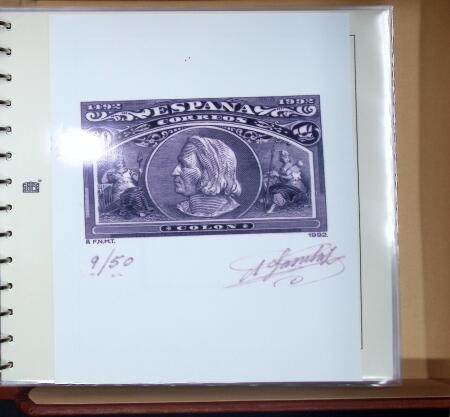 1492 ESPAÑA 1992
CORREOS
COLON
F.N.M.T. 1992.
9/50